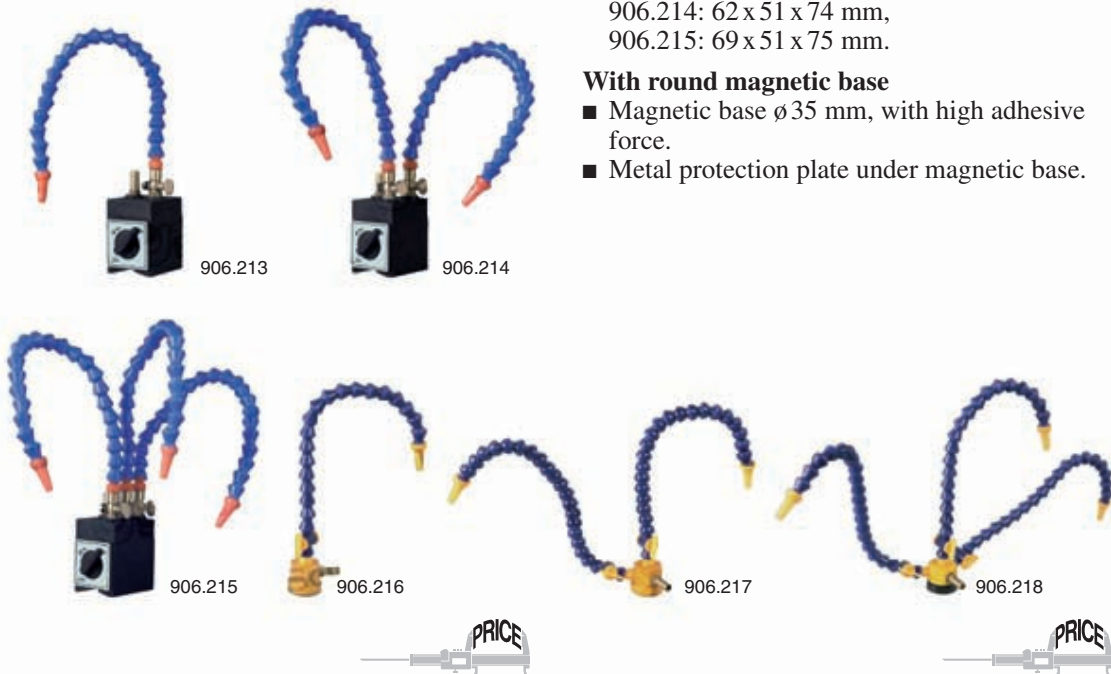 906.214: 62 x 51 x 74 mm,
906.215: 69 x 51 x 75 mm.
With round magnetic base
■ Magnetic base ø 35 mm, with high adhesive
force.
■ Metal protection plate under magnetic base.
906.213
906.214
906.215
906.216
906.217
906.218
PRICE
PRICE